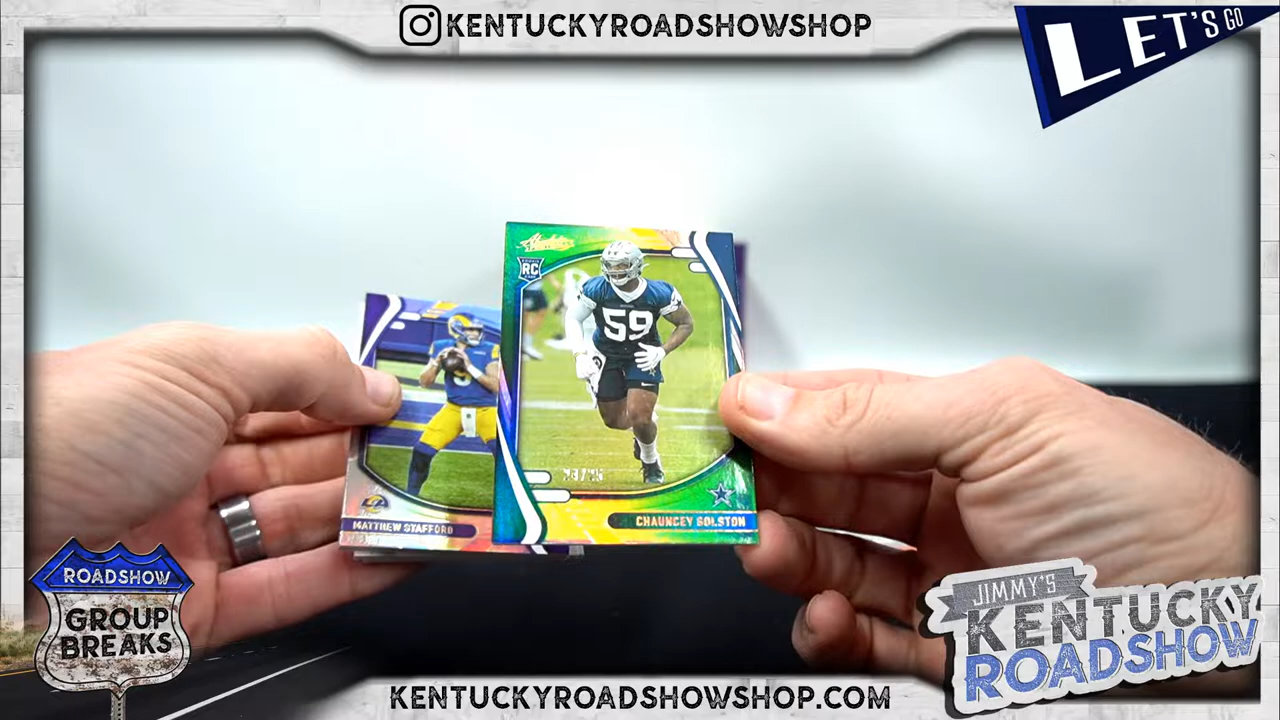 KENTUCKYROADSHOWSHOP
LET'S GO
Absolute
RC
59
MATTHEW STAFFORD
CHAUNCEY GOLSTON
ROADSHOW
GROUP
BREAKS
JIMMY'S
KENTUCKY
ROADSHOW
KENTUCKYROADSHOWSHOP.COM